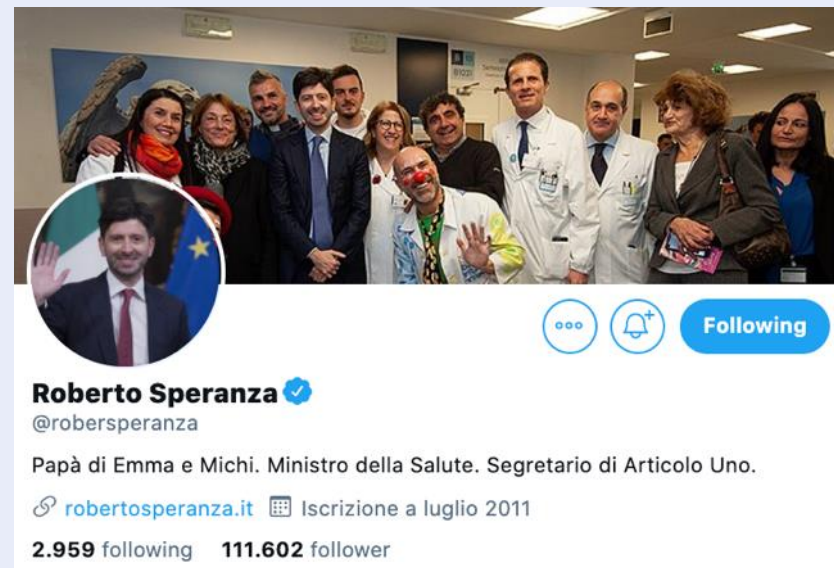 Following
Roberto Speranza
@robersperanza
Papà di Emma e Michi. Ministro della Salute. Segretario di Articolo Uno.
robertosperanza.it Iscrizione a luglio 2011
2.959 following 111.602 follower